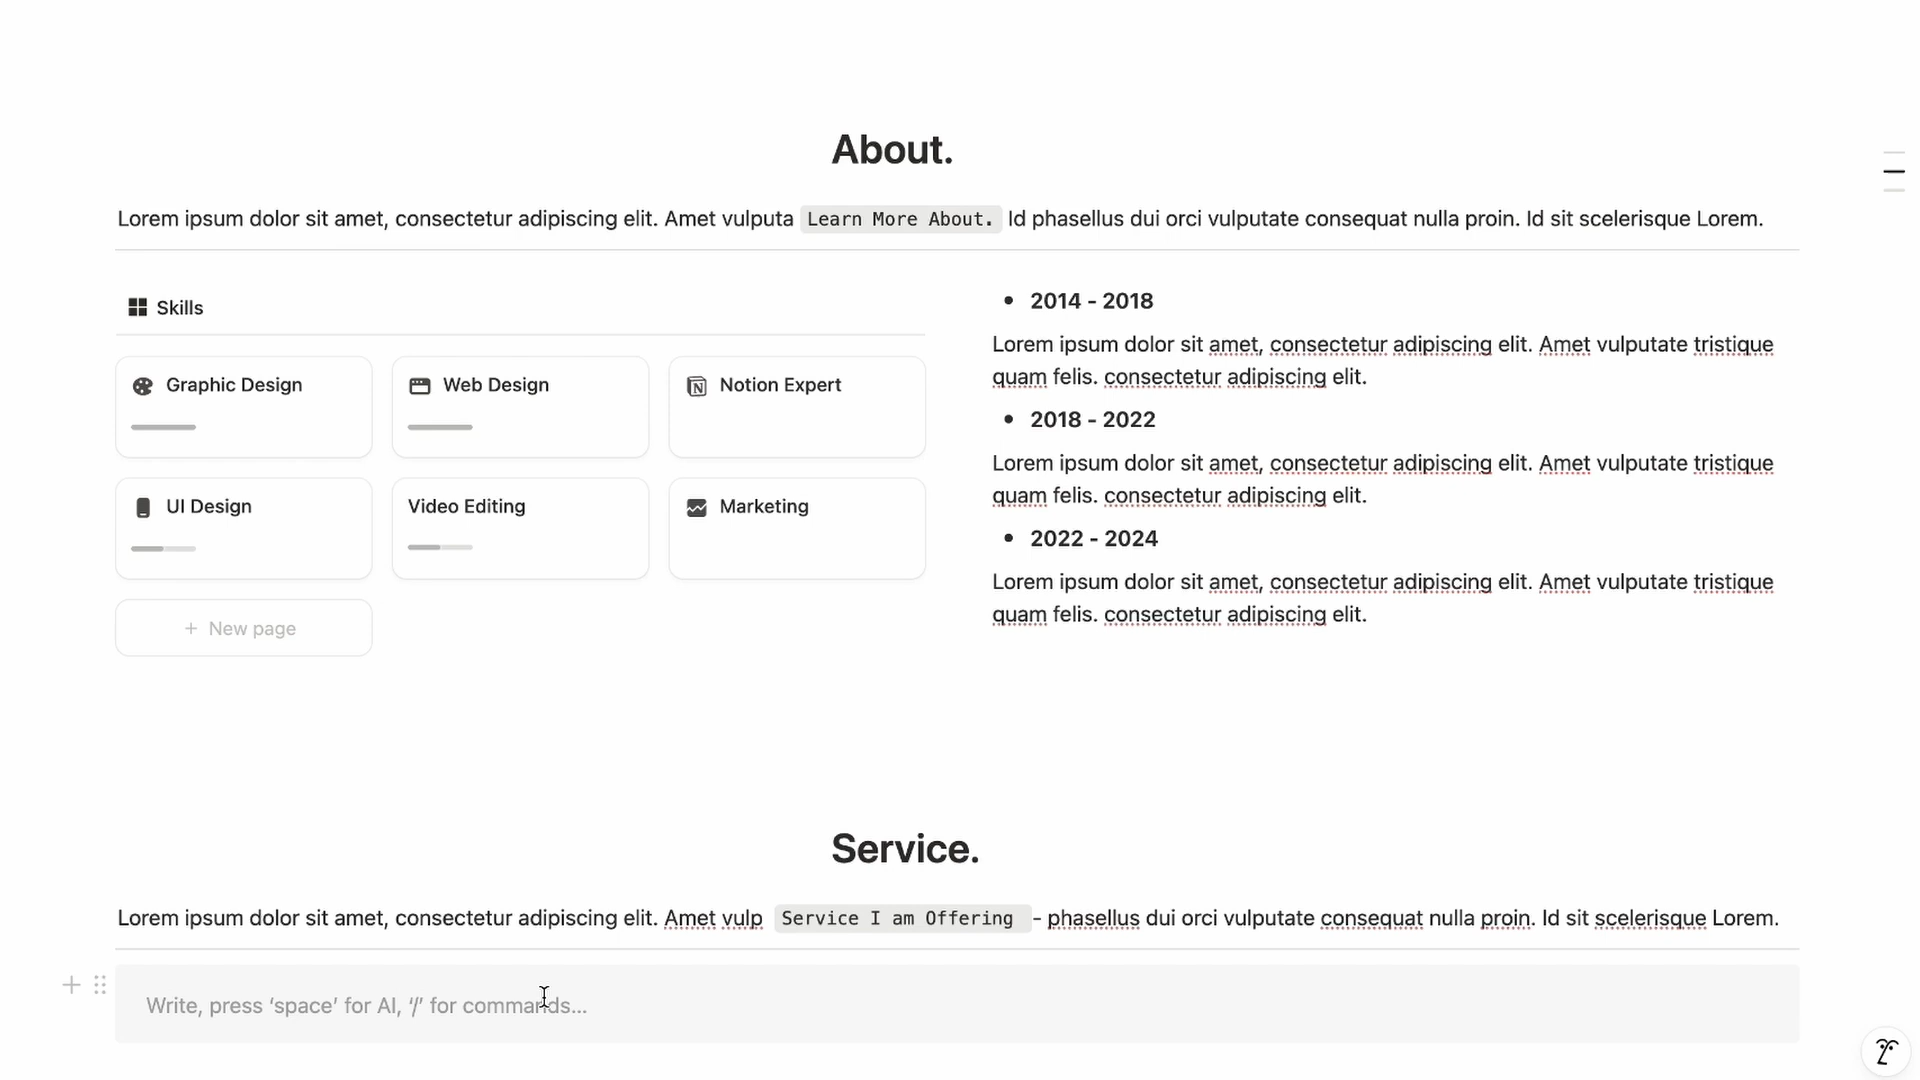 About.
Lorem ipsum dolor sit amet, consectetur adipiscing elit. Amet vulputa Learn More About. Id phasellus dui orci vulputate consequat nulla proin. Id sit scelerisque Lorem.
Skills
Graphic Design
Web Design
Notion Expert
UI Design
Video Editing
Marketing
+ New page
• 2014 - 2018
Lorem ipsum dolor sit amet, consectetur adipiscing elit. Amet vulputate tristique
quam felis. consectetur adipiscing elit.
• 2018 - 2022
Lorem ipsum dolor sit amet, consectetur adipiscing elit. Amet vulputate tristique
quam felis. consectetur adipiscing elit.
• 2022 - 2024
Lorem ipsum dolor sit amet, consectetur adipiscing elit. Amet vulputate tristique
quam felis. consectetur adipiscing elit.
Service.
Lorem ipsum dolor sit amet, consectetur adipiscing elit. Amet vulp Service I am Offering - phasellus dui orci vulputate consequat nulla proin. Id sit scelerisque Lorem.
Write, press ‘space’ for AI, ‘/’ for commands...